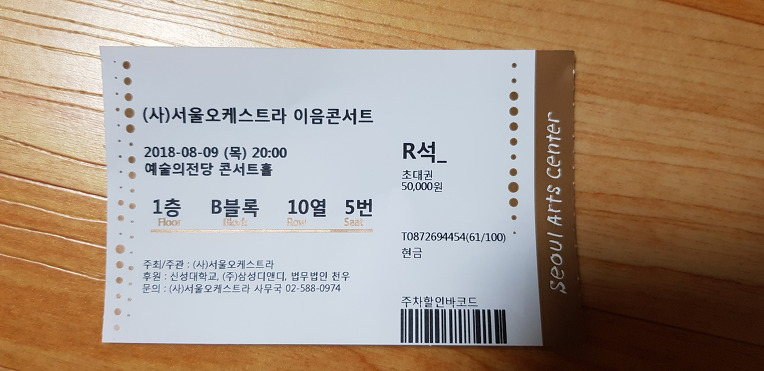 (사)서울오케스트라 이음콘서트
2018-08-09 (목) 20:00
예술의전당 콘서트홀
1층 B블록 10열 5번
Floor Block Row Seat
주최/주관 : (사)서울오케스트라
후원 : 신성대학교, (주)삼성디앤디, 법무법인 천우
문의 : (사)서울오케스트라 사무국 02-588-0974
R석_
초대권
50,000원
T0872694454(61/100)
현금
주차할인바코드
Seoul Arts Center